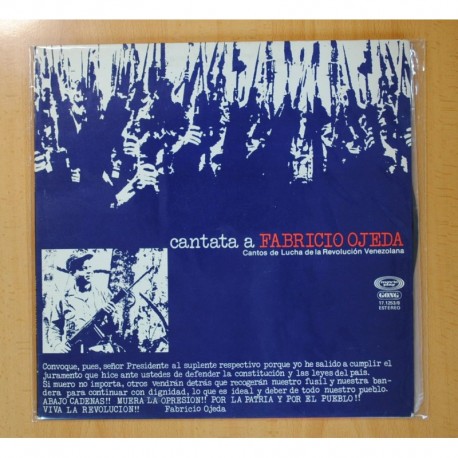 cantata a FABRICIO OJEDA
Cantos de Lucha de la Revolución Venezolana
GONG
17.1353/8
ESTEREO
Convoque, pues, señor Presidente al suplente respectivo porque yo he salido a cumplir el
juramento que hice ante ustedes de defender la constitución y las leyes del país.
Si muero no importa, otros vendrán detrás que recogerán nuestro fusil y nuestra ban-
dera para continuar con dignidad, lo que es ideal y deber de todo nuestro pueblo.
ABAJO CADENAS!! MUERA LA OPRESION!! POR LA PATRIA Y POR EL PUEBLO!!
VIVA LA REVOLUCION!! Fabricio Ojeda